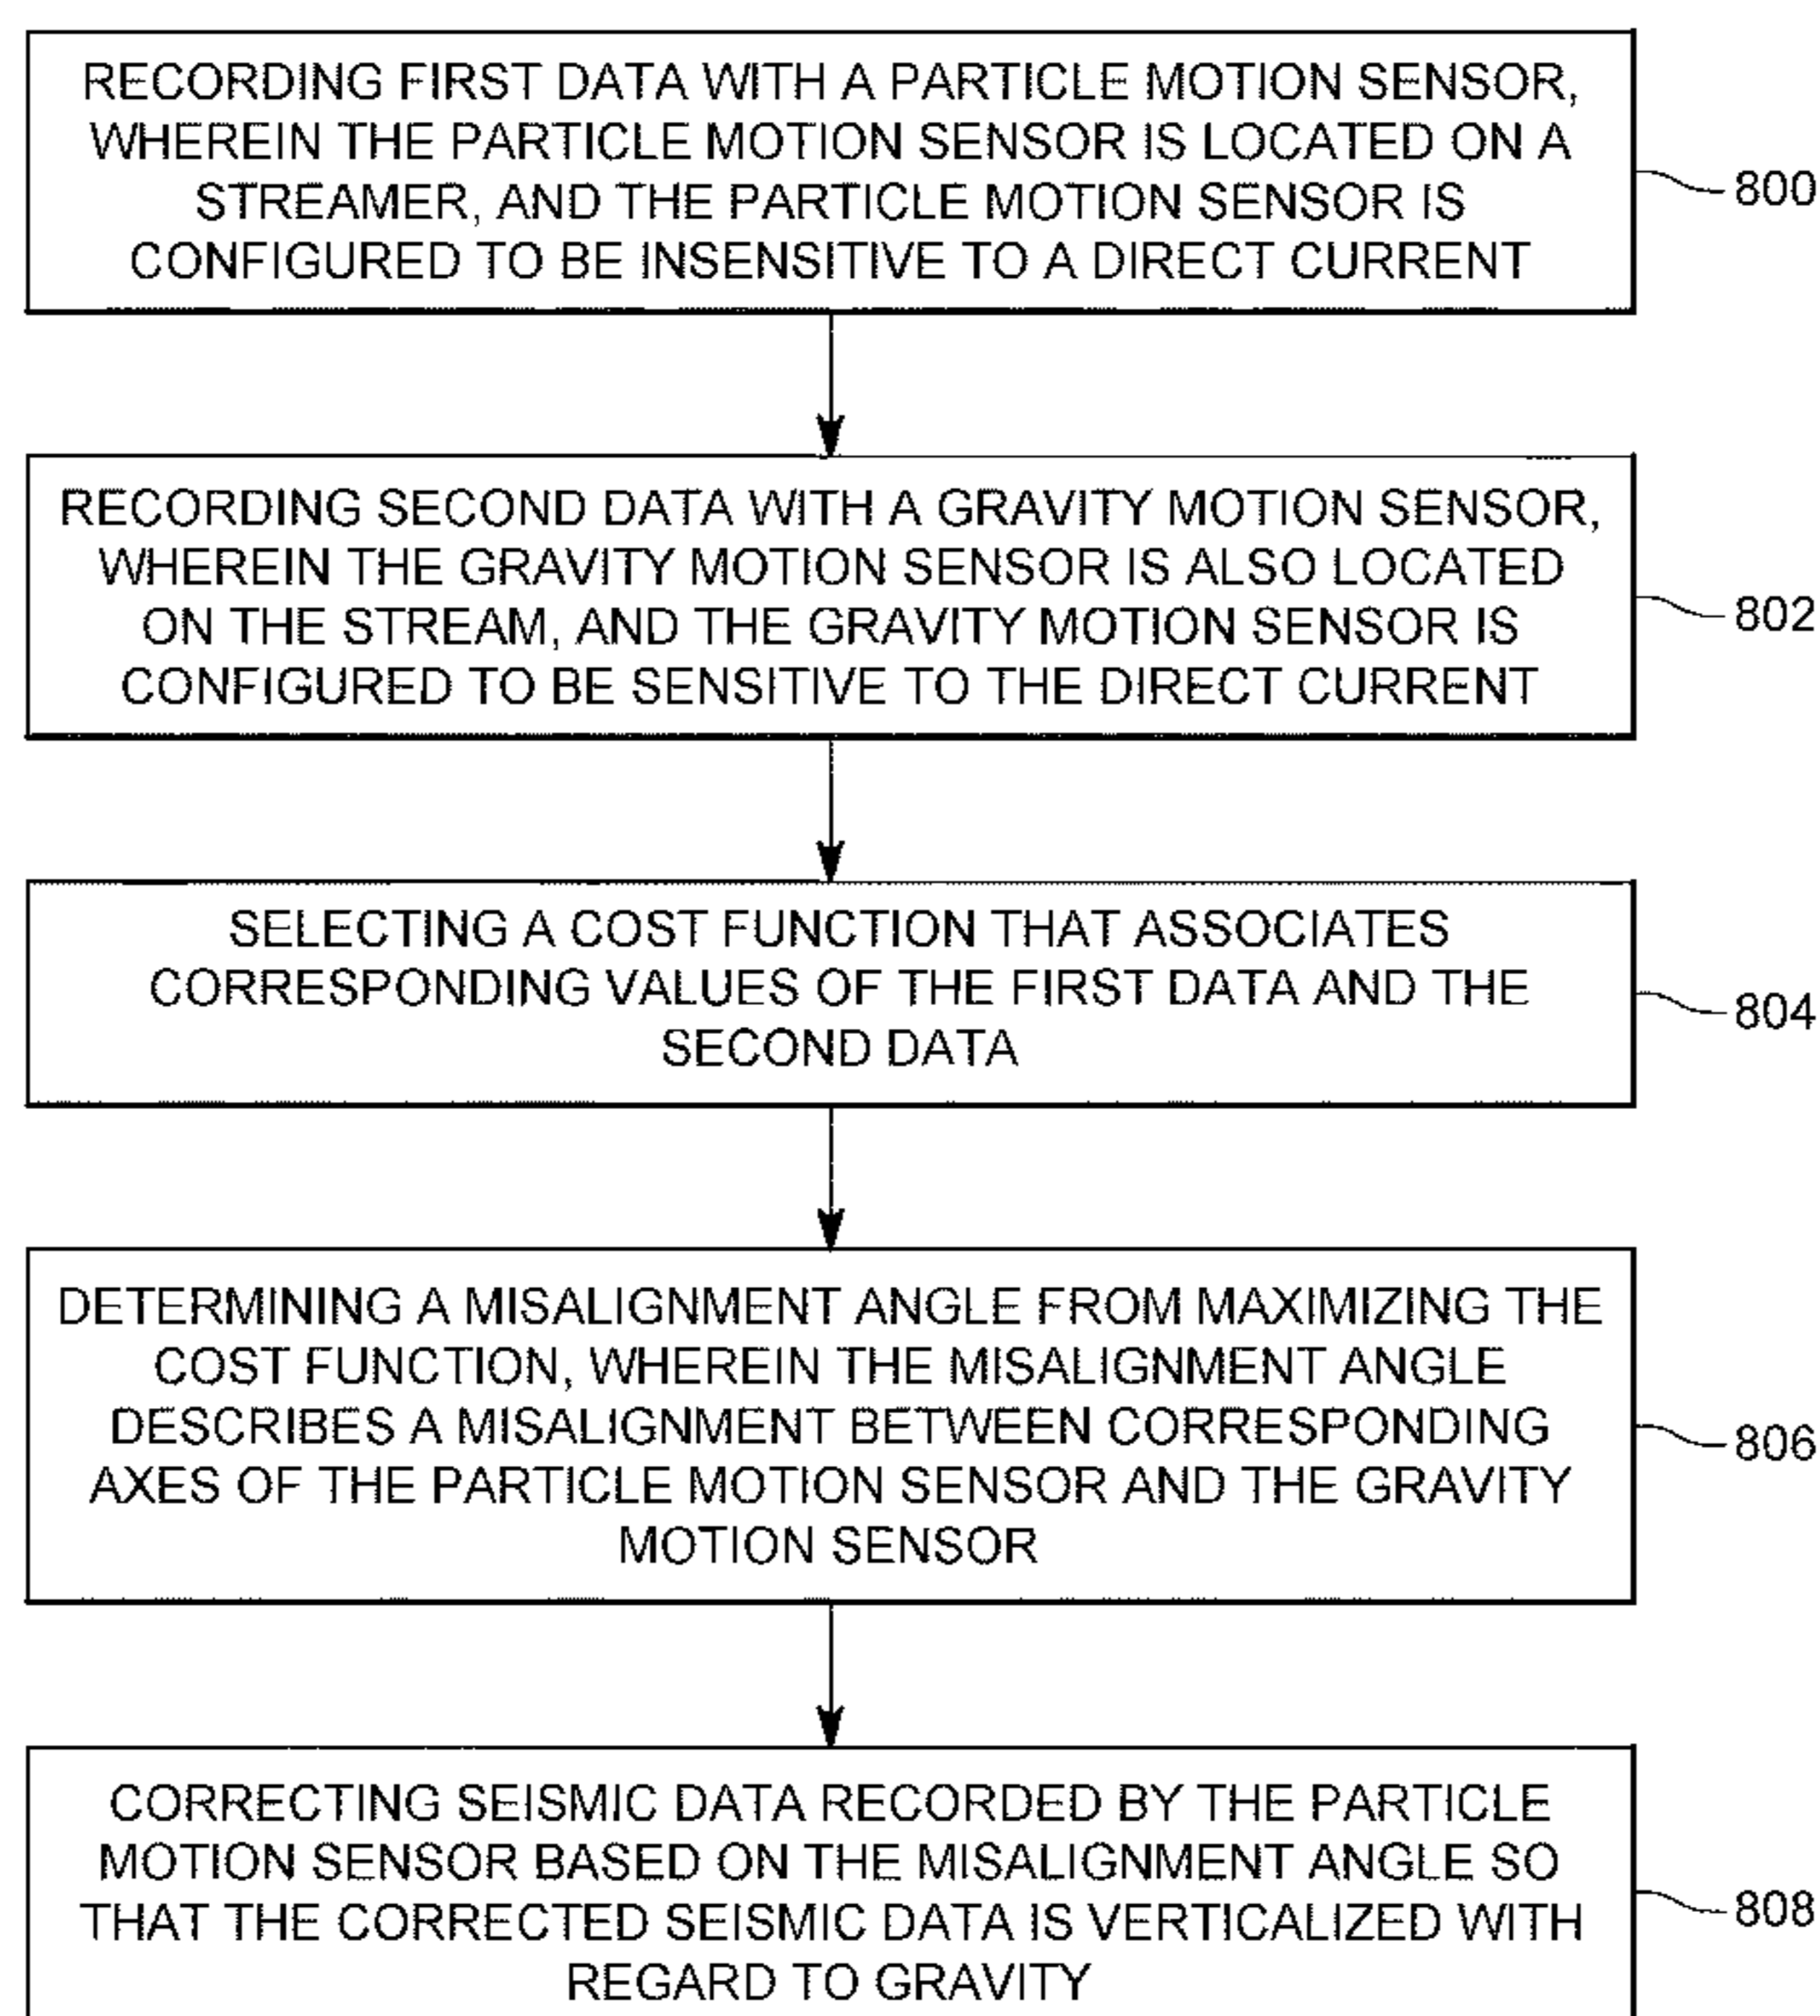 RECORDING FIRST DATA WITH A PARTICLE MOTION SENSOR,
WHEREIN THE PARTICLE MOTION SENSOR IS LOCATED ON A
STREAMER, AND THE PARTICLE MOTION SENSOR IS
CONFIGURED TO BE INSENSITIVE TO A DIRECT CURRENT
800
RECORDING SECOND DATA WITH A GRAVITY MOTION SENSOR,
WHEREIN THE GRAVITY MOTION SENSOR IS ALSO LOCATED
ON THE STREAM, AND THE GRAVITY MOTION SENSOR IS
CONFIGURED TO BE SENSITIVE TO THE DIRECT CURRENT
802
SELECTING A COST FUNCTION THAT ASSOCIATES
CORRESPONDING VALUES OF THE FIRST DATA AND THE
SECOND DATA
804
DETERMINING A MISALIGNMENT ANGLE FROM MAXIMIZING THE
COST FUNCTION, WHEREIN THE MISALIGNMENT ANGLE
DESCRIBES A MISALIGNMENT BETWEEN CORRESPONDING
AXES OF THE PARTICLE MOTION SENSOR AND THE GRAVITY
MOTION SENSOR
806
CORRECTING SEISMIC DATA RECORDED BY THE PARTICLE
MOTION SENSOR BASED ON THE MISALIGNMENT ANGLE SO
THAT THE CORRECTED SEISMIC DATA IS VERTICALIZED WITH
REGARD TO GRAVITY
808